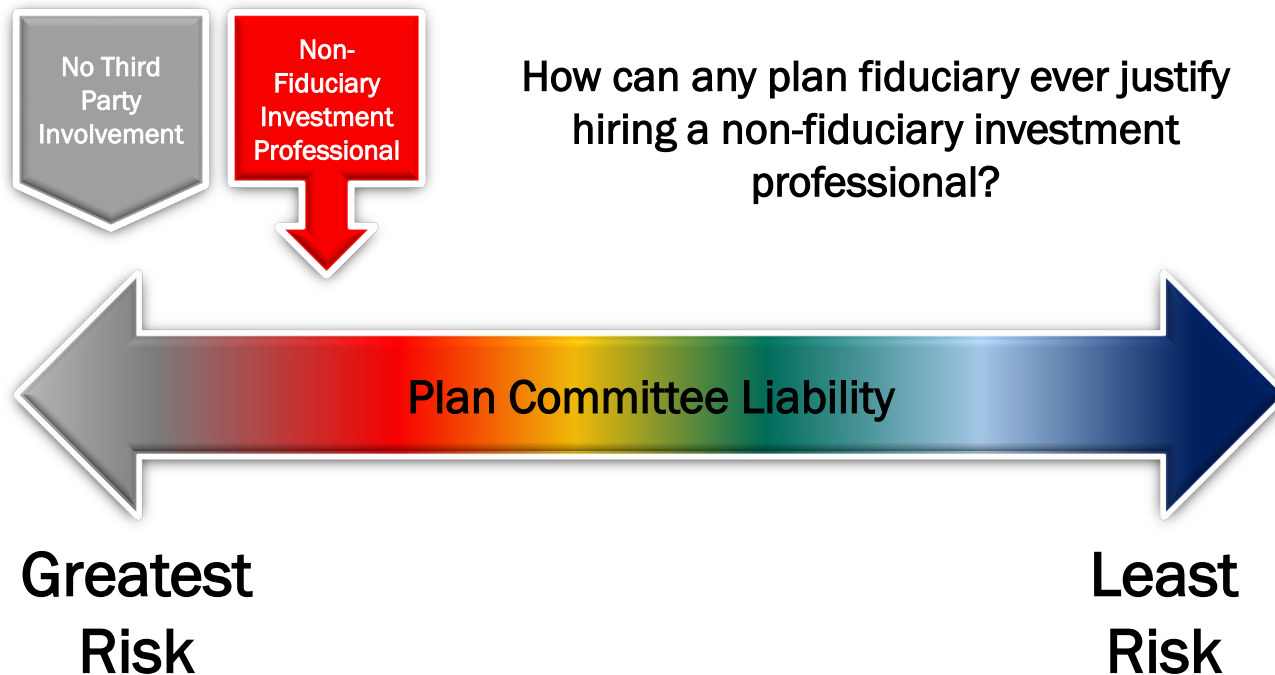 No Third
Party
Involvement
Non-
Fiduciary
Investment
Professional
How can any plan fiduciary ever justify
hiring a non-fiduciary investment
professional?
Plan Committee Liability
Greatest
Risk
Least
Risk